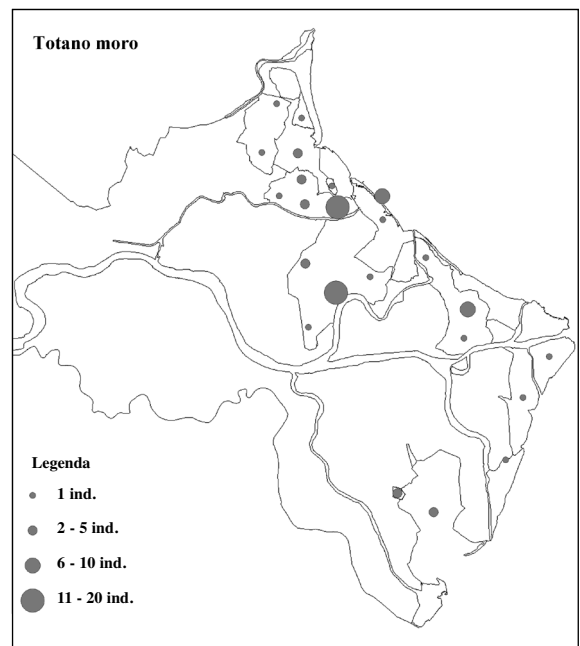 Totano moro
Legenda
1 ind.
2 - 5 ind.
6 - 10 ind.
11 - 20 ind.